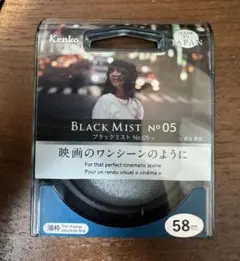 Kenko
MADE IN
JAPAN
BLACK MIST No 05
ブラックミスト No.05
映画のワンシーンのように
For that perfect cinematic scene
Pour un rendu visuel « cinéma »
薄枠
58mm